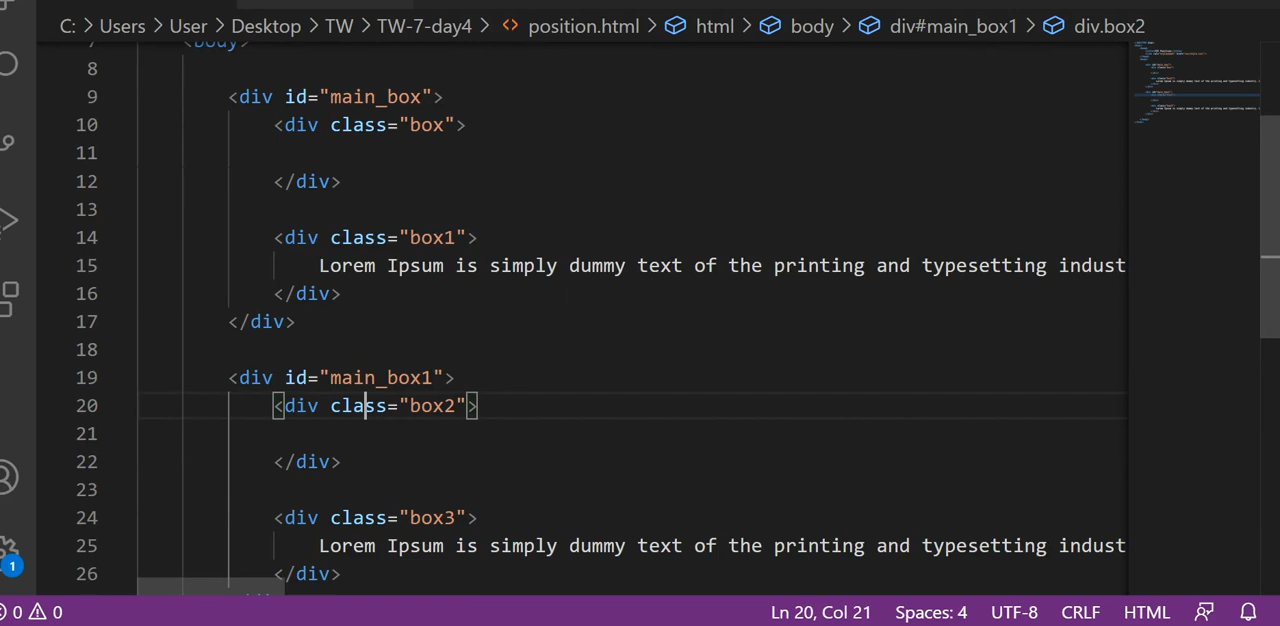 C: > Users > User > Desktop > TW > TW-7-day4 > <> position.html > html > body > div#main_box1 > div.box2
7 <body>
8
9 <div id="main_box">
10 <div class="box">
11
12 </div>
13
14 <div class="box1">
15 Lorem Ipsum is simply dummy text of the printing and typesetting indust
16 </div>
17 </div>
18
19 <div id="main_box1">
20 <div class="box2">
21
22 </div>
23
24 <div class="box3">
25 Lorem Ipsum is simply dummy text of the printing and typesetting indust
26 </div>
1
0 0 Ln 20, Col 21 Spaces: 4 UTF-8 CRLF HTML